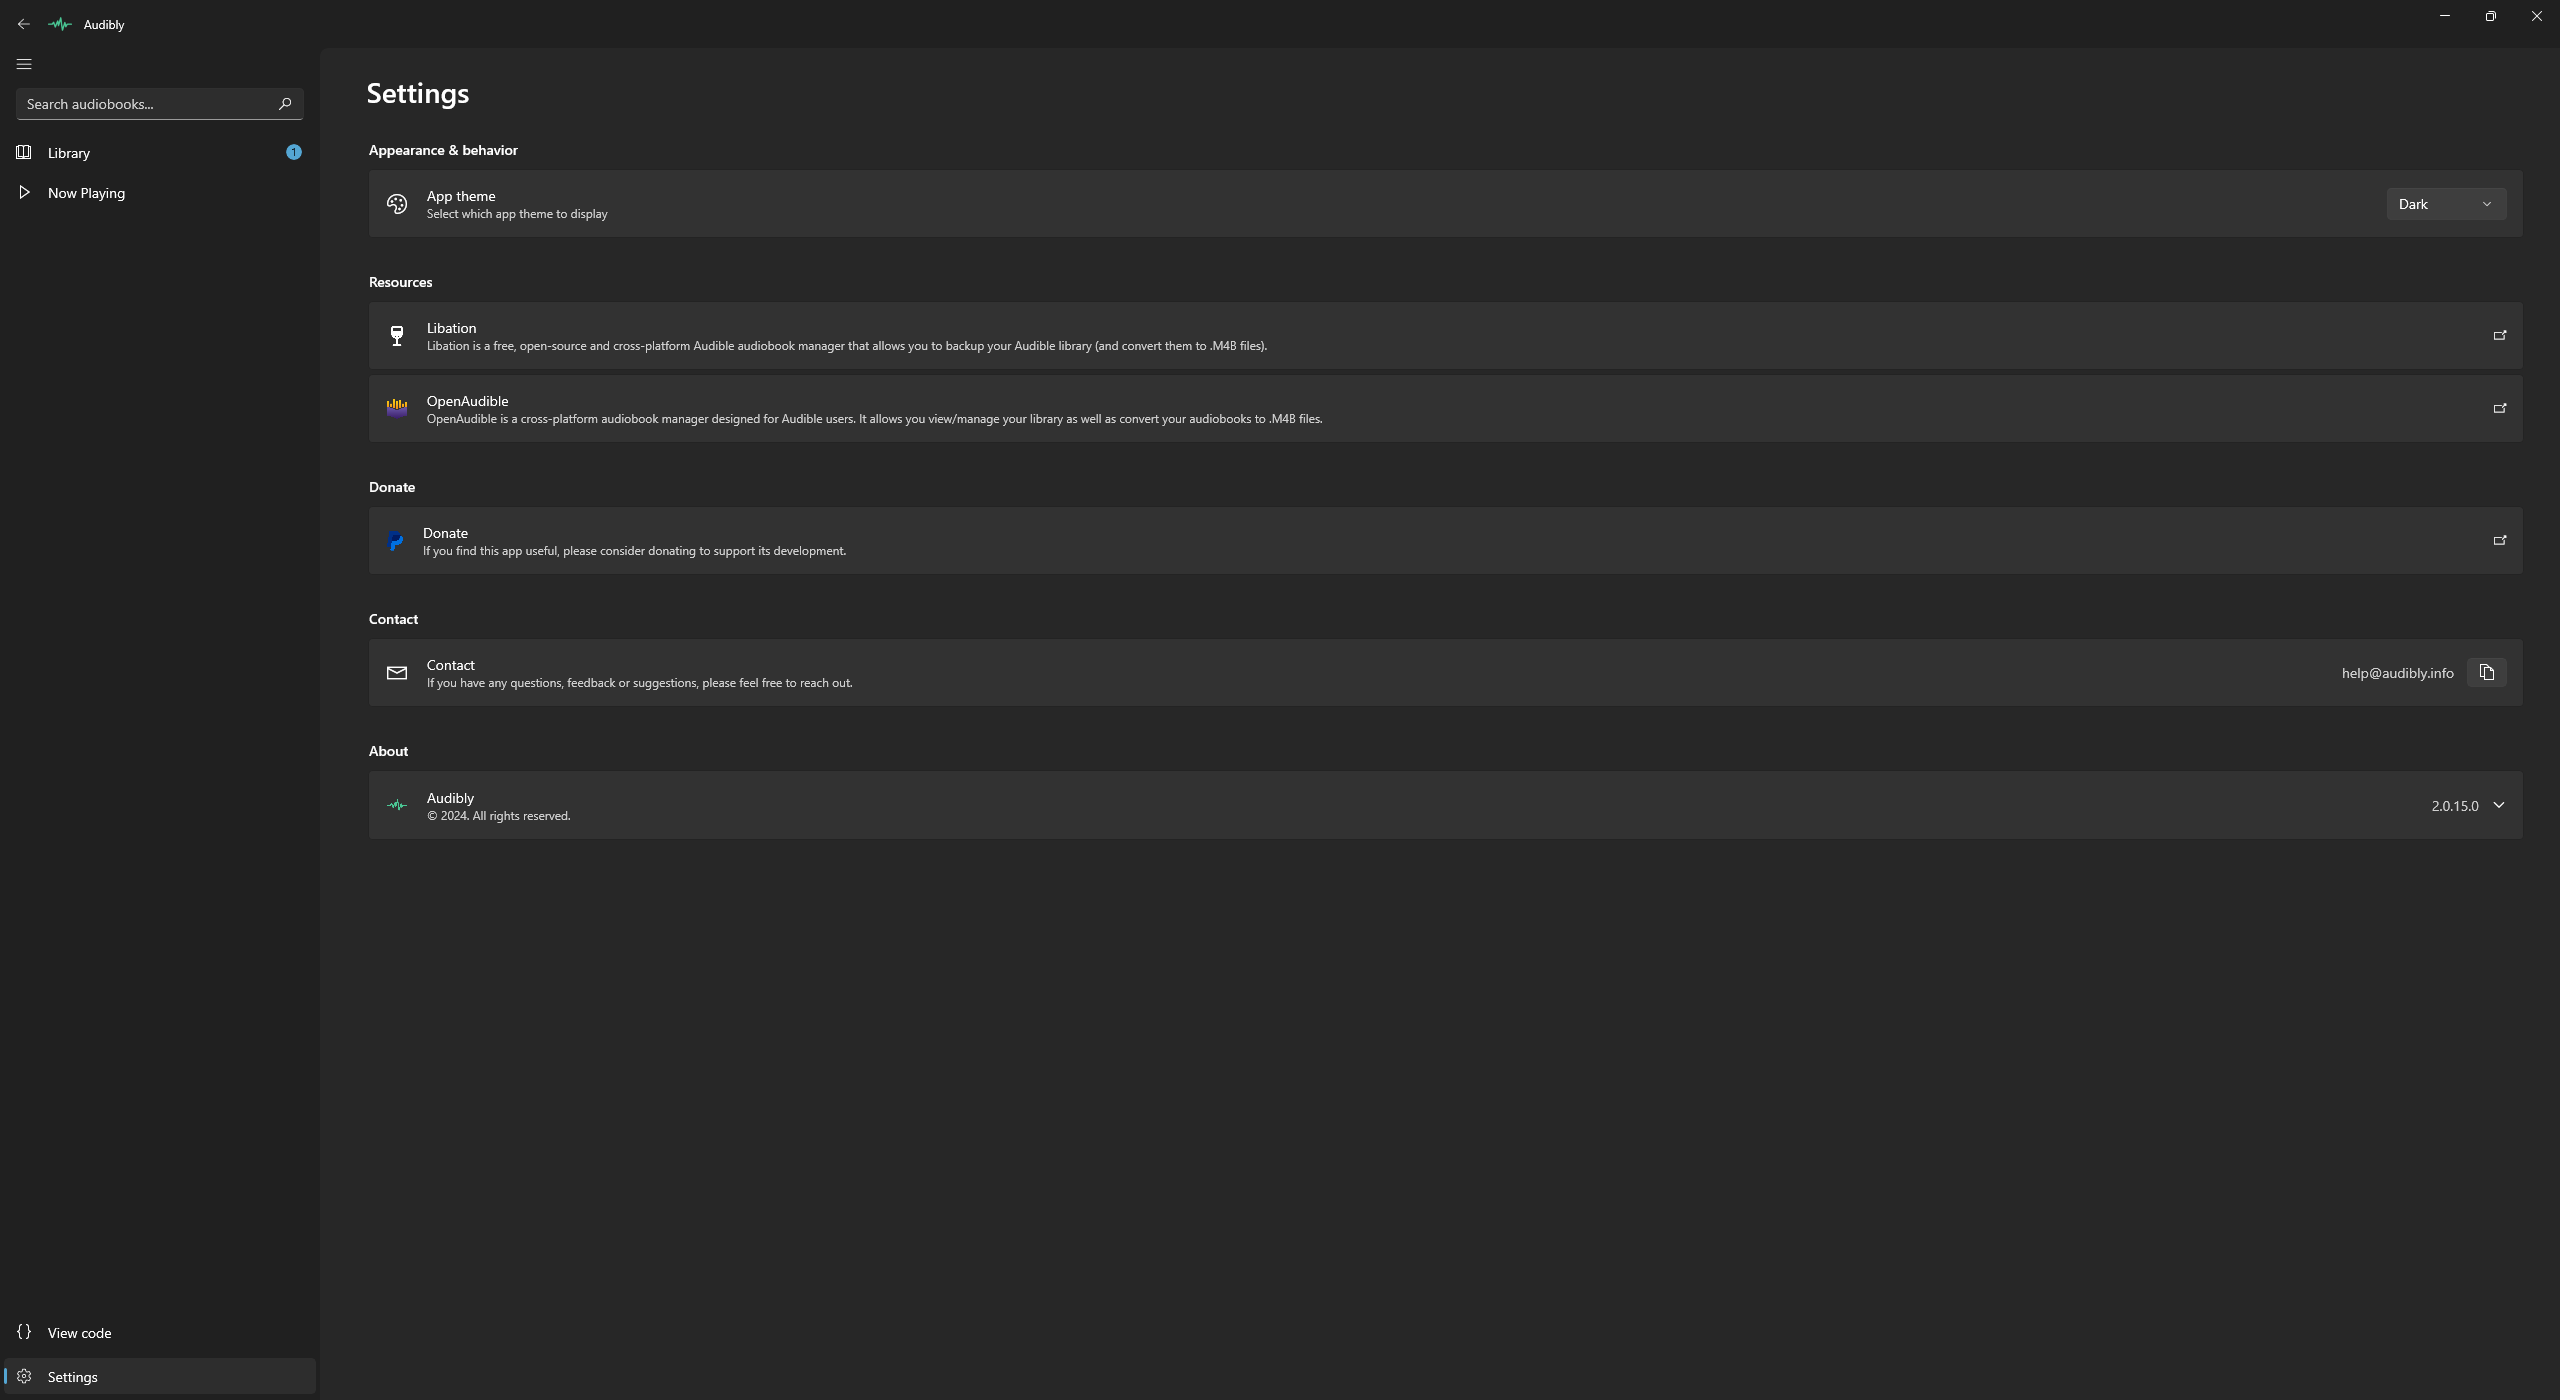 Audibly
Search audiobooks...
Library
1
Now Playing
Settings
Appearance & behavior
App theme
Select which app theme to display
Dark
Resources
Libation
Libation is a free, open-source and cross-platform Audible audiobook manager that allows you to backup your Audible library (and convert them to .M4B files).
OpenAudible
OpenAudible is a cross-platform audiobook manager designed for Audible users. It allows you view/manage your library as well as convert your audiobooks to .M4B files.
Donate
Donate
If you find this app useful, please consider donating to support its development.
Contact
Contact
If you have any questions, feedback or suggestions, please feel free to reach out.
help@audibly.info
About
Audibly
© 2024. All rights reserved.
2.0.15.0
View code
Settings